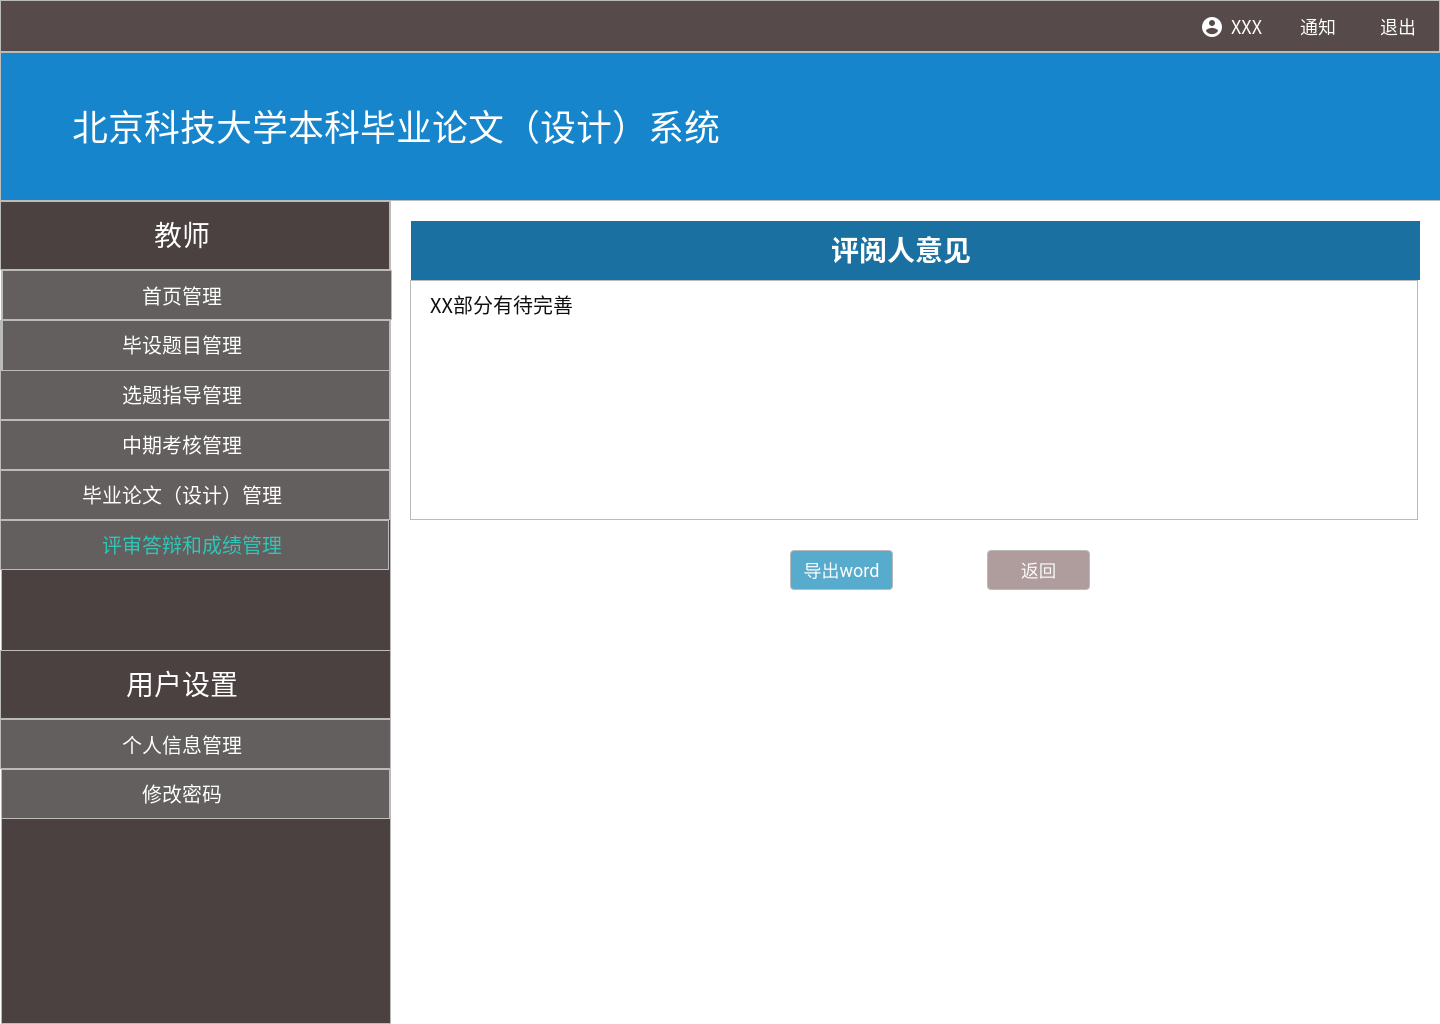 XXX 通知 退出
北京科技大学本科毕业论文（设计）系统
教师
首页管理
毕设题目管理
选题指导管理
中期考核管理
毕业论文（设计）管理
评审答辩和成绩管理
用户设置
个人信息管理
修改密码
评阅人意见
XX部分有待完善
导出word 返回